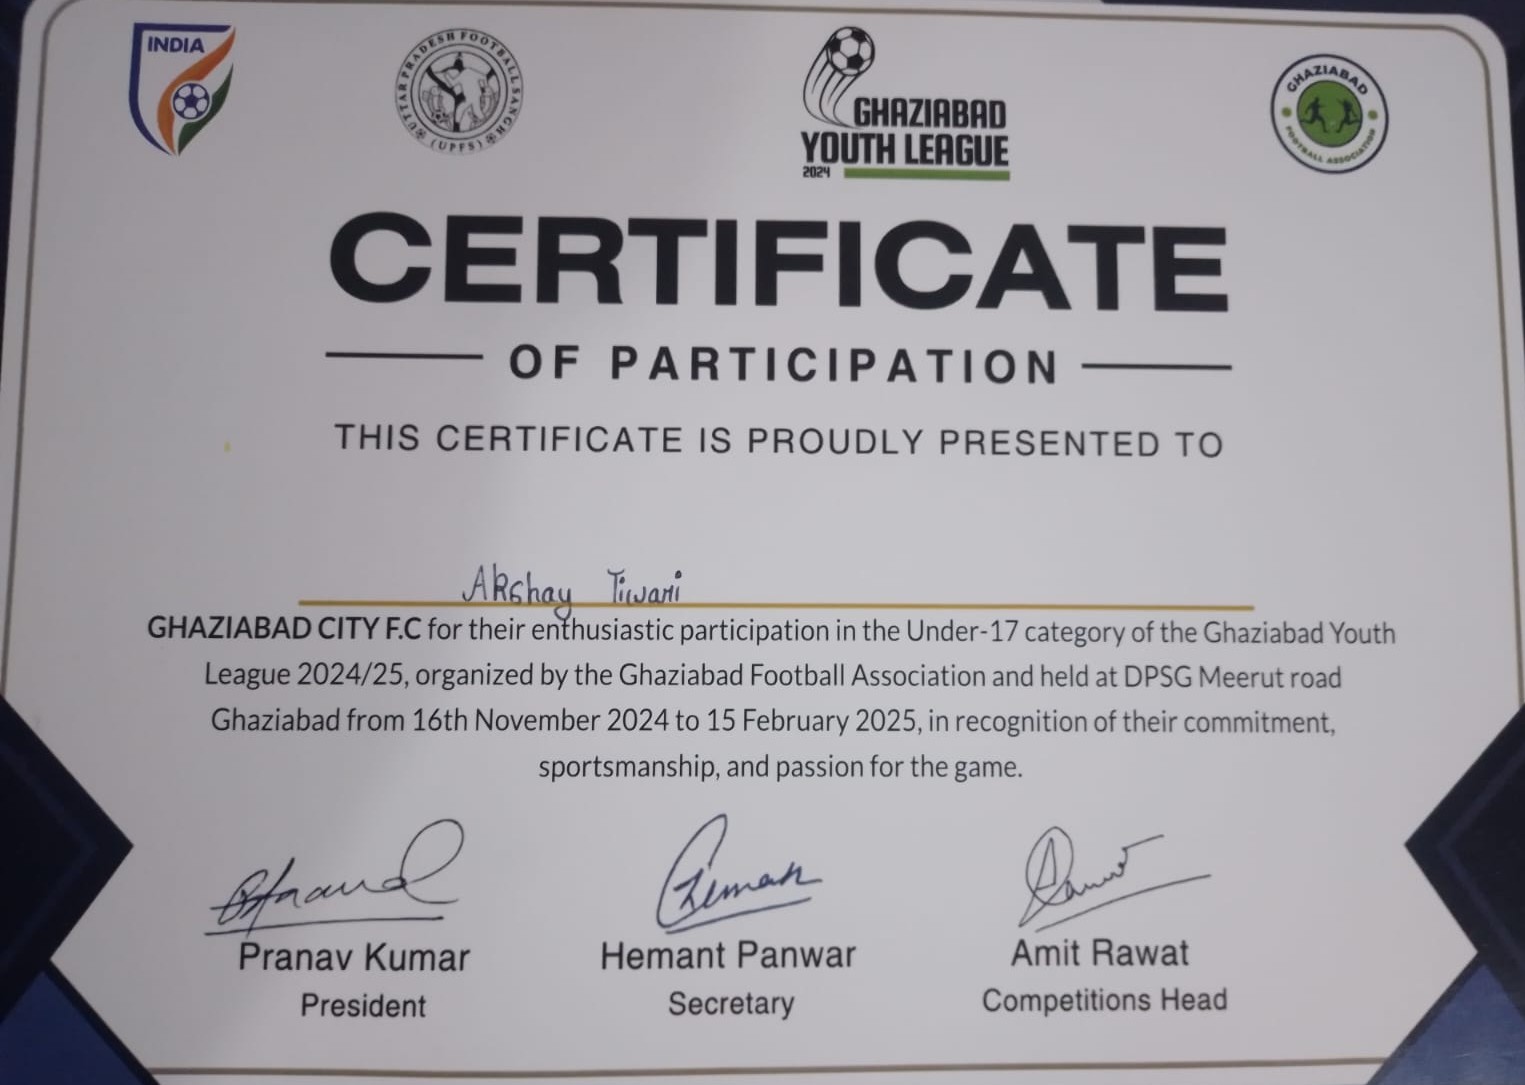 INDIA
UTTAR PRADESH FOOTBALL SANGH
(UPFS)
GHAZIABAD
YOUTH LEAGUE
2024
GHAZIABAD
FOOTBALL ASSOCIATION
CERTIFICATE
OF PARTICIPATION
THIS CERTIFICATE IS PROUDLY PRESENTED TO
Akshay Tiwari
GHAZIABAD CITY F.C for their enthusiastic participation in the Under-17 category of the Ghaziabad Youth
League 2024/25, organized by the Ghaziabad Football Association and held at DPSG Meerut road
Ghaziabad from 16th November 2024 to 15 February 2025, in recognition of their commitment,
sportsmanship, and passion for the game.
Pranav Kumar
Hemant Panwar
Amit Rawat
President
Secretary
Competitions Head